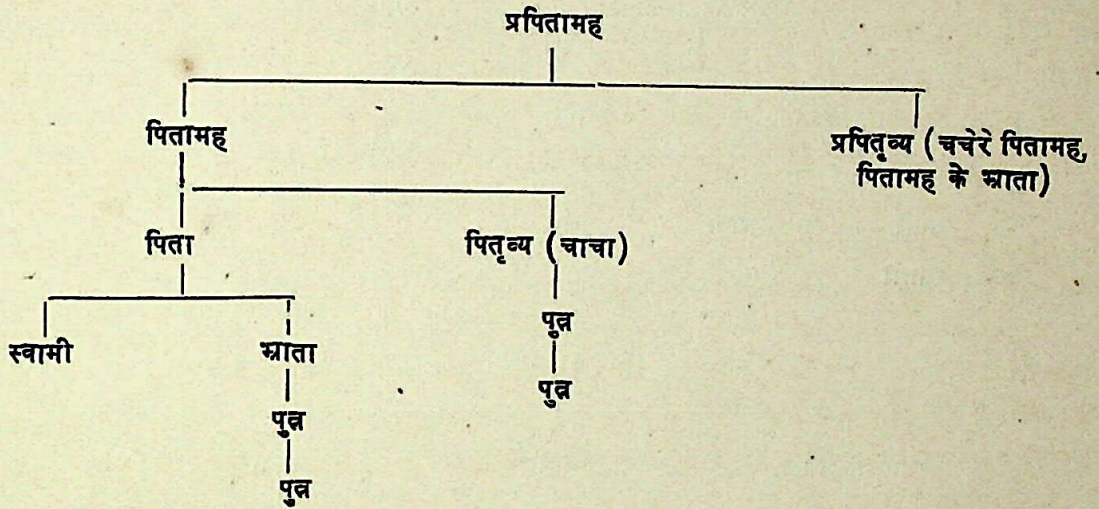 प्रपितामह
पितामह
प्रपितृव्य (चचेरे पितामह,
पितामह के भ्राता)
पिता
पितृव्य (चाचा)
स्वामी
भ्राता
पुत्र
पुत्र
पुत्र
पुत्र